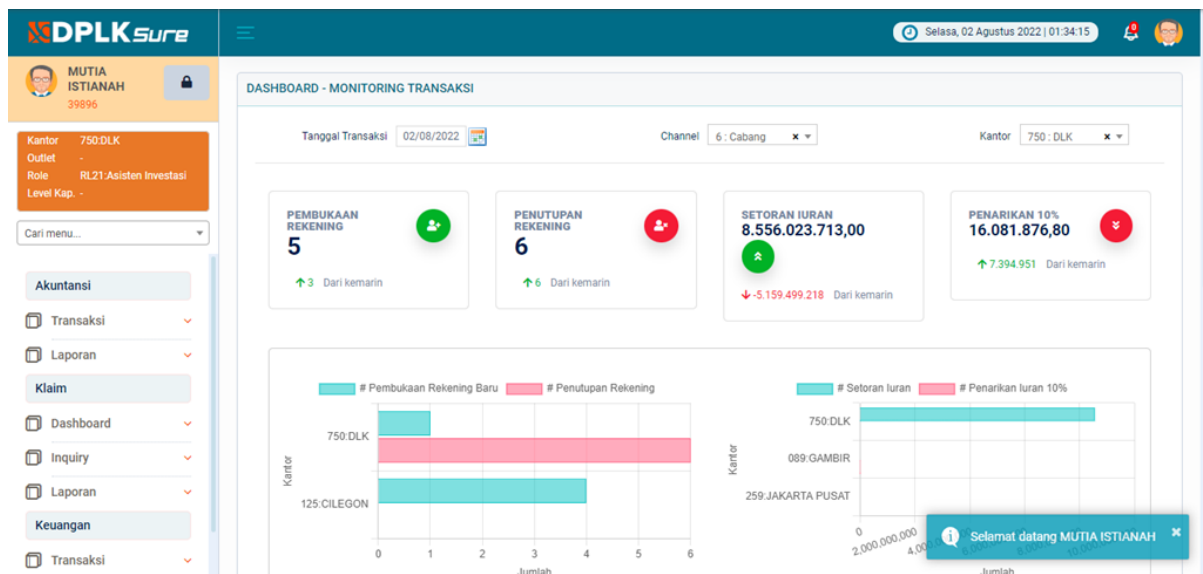 DPLKSure
Selasa, 02 Agustus 2022 | 01:34:15
MUTIA
ISTIANAH
39896
Kantor 750:DLK
Outlet -
Role RL21:Asisten Investasi
Level Kap. -
Cari menu...
Akuntansi
Transaksi
Laporan
Klaim
Dashboard
Inquiry
Laporan
Keuangan
Transaksi
DASHBOARD - MONITORING TRANSAKSI
Tanggal Transaksi 02/08/2022
Channel 6 : Cabang x
Kantor 750 : DLK x
PEMBUKAAN
REKENING
5
3 Dari kemarin
PENUTUPAN
REKENING
6
6 Dari kemarin
SETORAN IURAN
8.556.023.713,00
-5.159.499.218 Dari kemarin
PENARIKAN 10%
16.081.876,80
7.394.951 Dari kemarin
# Pembukaan Rekening Baru # Penutupan Rekening
Kantor
750:DLK
125:CILEGON
0 1 2 3 4 5 6
Jumlah
# Setoran Iuran # Penarikan Iuran 10%
Kantor
750:DLK
089:GAMBIR
259:JAKARTA PUSAT
0
2,000,000,000
Jumlah
Selamat datang MUTIA ISTIANAH ×